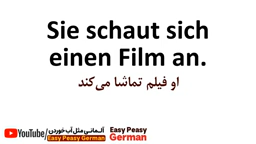 Sie schaut sich
einen Film an.
او فیلم تماشا می‌کند
YouTube/آلمانی مثل آب خوردن Easy Peasy
Easy Peasy German German